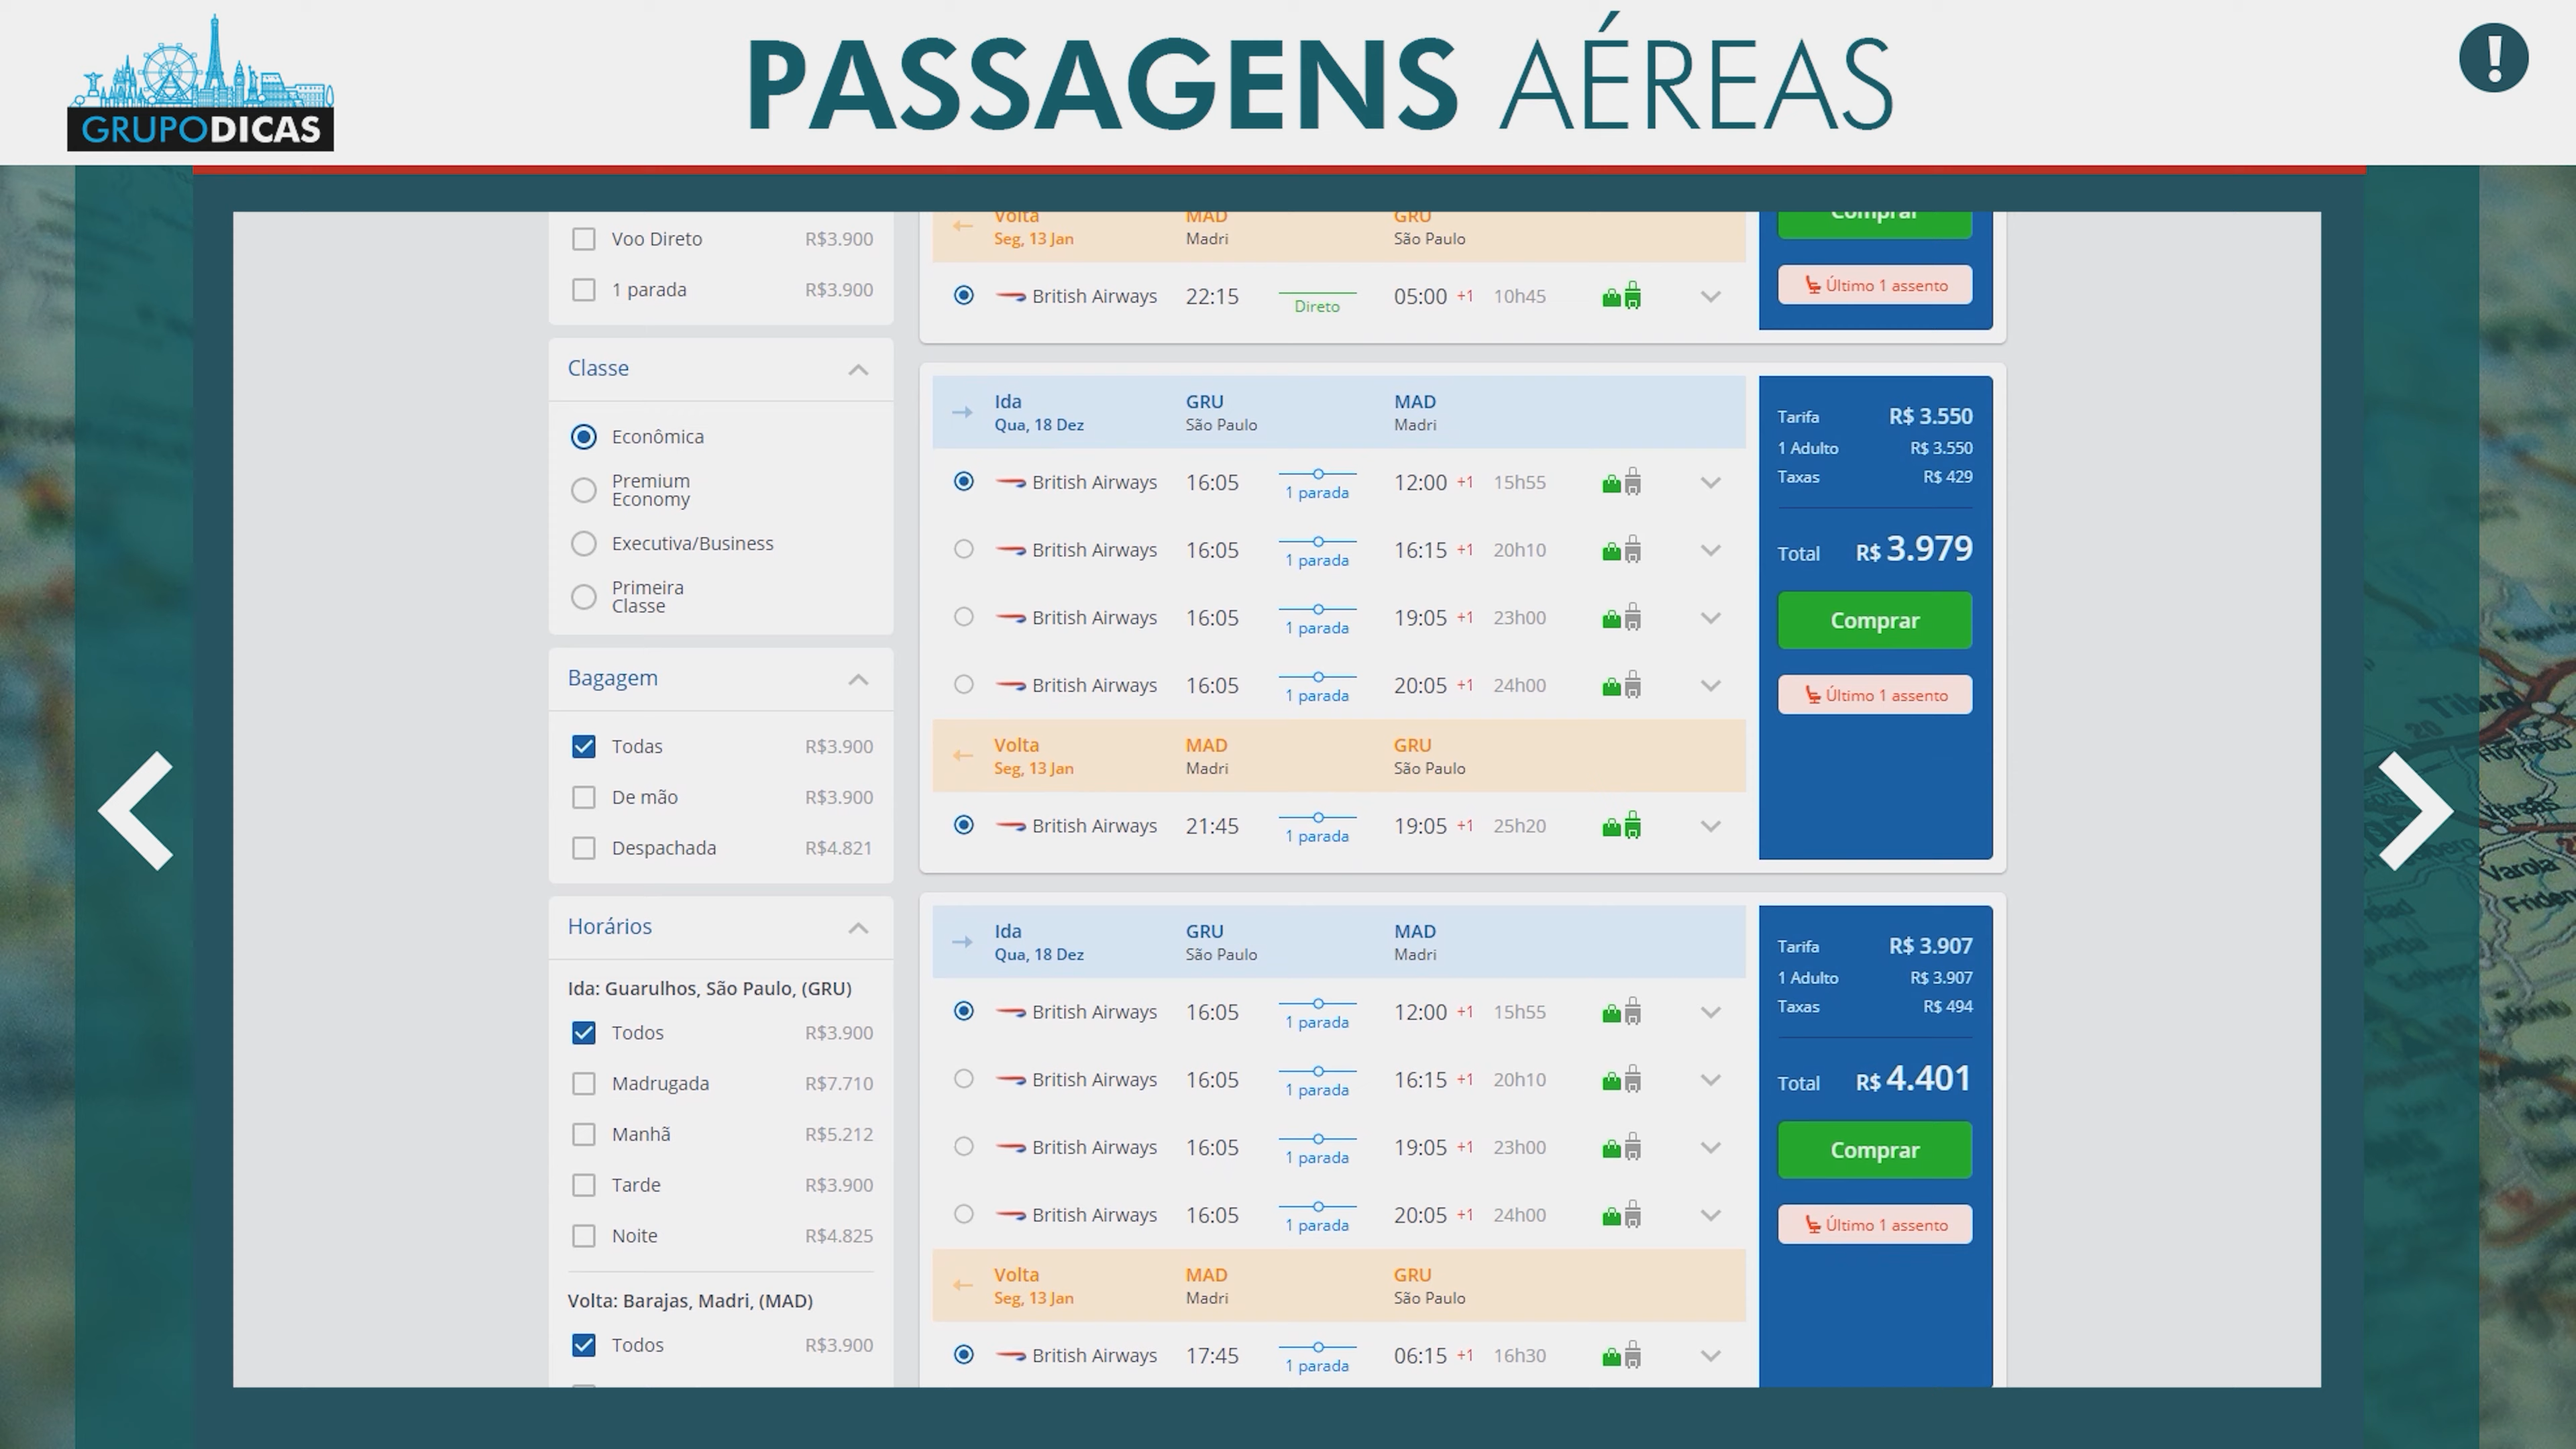 GRUPODICAS
PASSAGENS AÉREAS
Voo Direto R$3.900
1 parada R$3.900
Classe
Econômica
Premium
Economy
Executiva/Business
Primeira
Classe
Bagagem
Todas R$3.900
De mão R$3.900
Despachada R$4.821
Horários
Ida: Guarulhos, São Paulo, (GRU)
Todos R$3.900
Madrugada R$7.710
Manhã R$5.212
Tarde R$3.900
Noite R$4.825
Volta: Barajas, Madri, (MAD)
Todos R$3.900
Volta MAD GRU
Seg, 13 Jan Madri São Paulo
British Airways 22:15 Direto 05:00 +1 10h45
Comprar
Último 1 assento
Ida GRU MAD
Qua, 18 Dez São Paulo Madri
British Airways 16:05 1 parada 12:00 +1 15h55
British Airways 16:05 1 parada 16:15 +1 20h10
British Airways 16:05 1 parada 19:05 +1 23h00
British Airways 16:05 1 parada 20:05 +1 24h00
Volta MAD GRU
Seg, 13 Jan Madri São Paulo
British Airways 21:45 1 parada 19:05 +1 25h20
Tarifa R$ 3.550
1 Adulto R$ 3.550
Taxas R$ 429
Total R$ 3.979
Comprar
Último 1 assento
Ida GRU MAD
Qua, 18 Dez São Paulo Madri
British Airways 16:05 1 parada 12:00 +1 15h55
British Airways 16:05 1 parada 16:15 +1 20h10
British Airways 16:05 1 parada 19:05 +1 23h00
British Airways 16:05 1 parada 20:05 +1 24h00
Volta MAD GRU
Seg, 13 Jan Madri São Paulo
British Airways 17:45 1 parada 06:15 +1 16h30
Tarifa R$ 3.907
1 Adulto R$ 3.907
Taxas R$ 494
Total R$ 4.401
Comprar
Último 1 assento
20
Varola